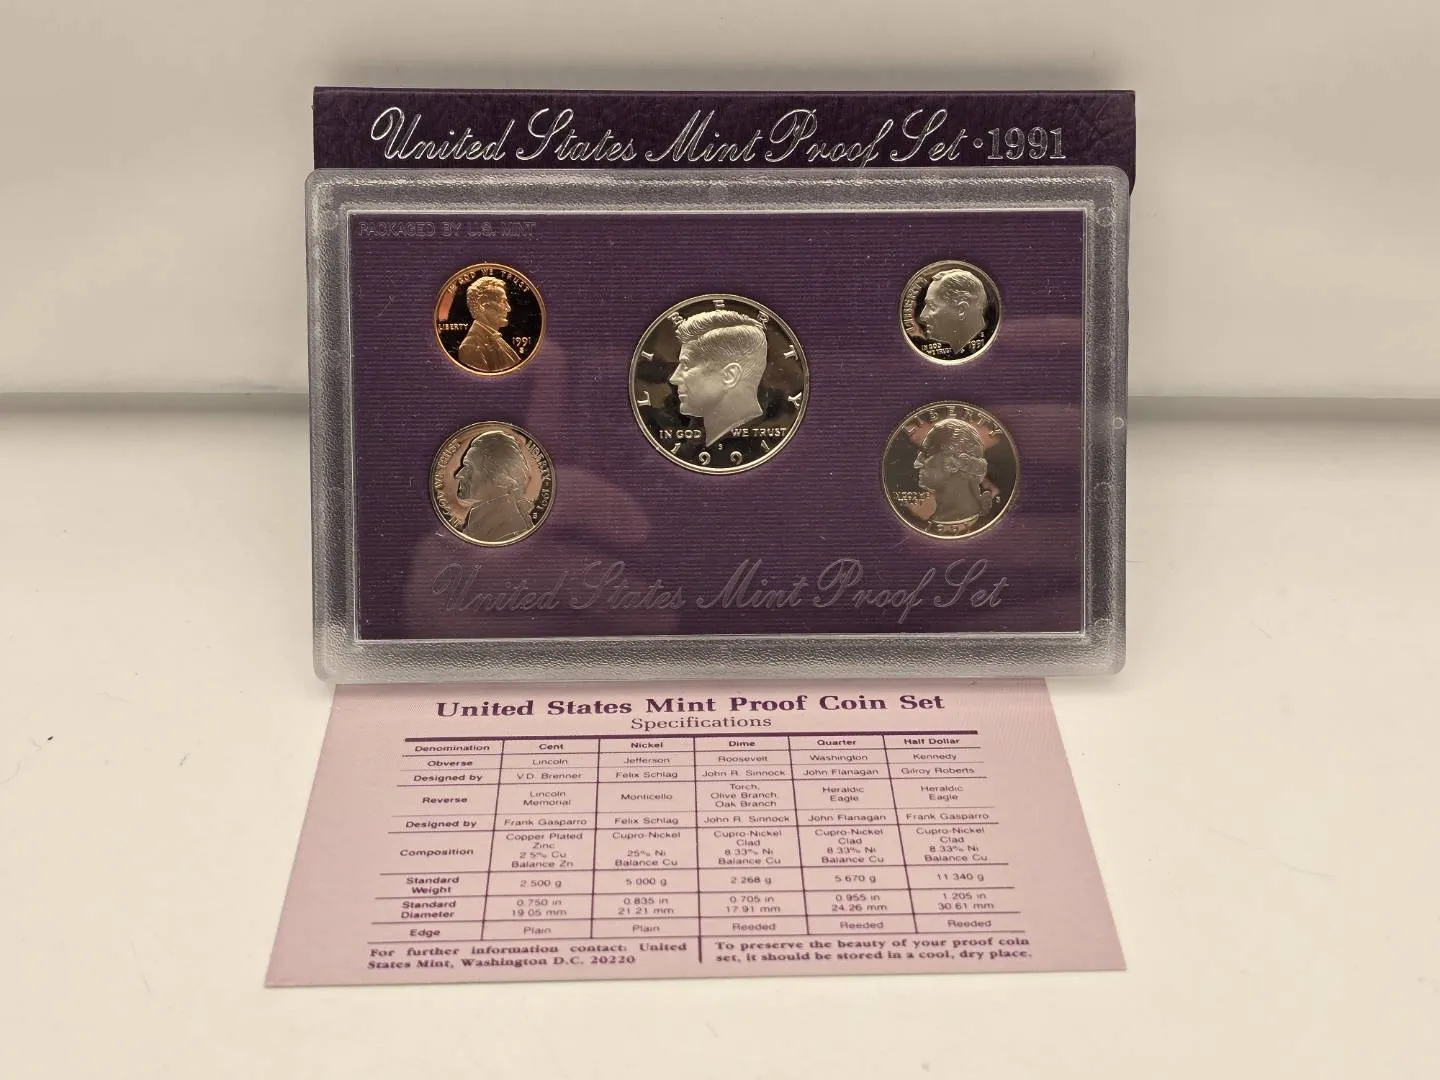 United States Mint Proof Set · 1991
PACKAGED BY U.S. MINT
IN GOD WE TRUST
LIBERTY
1991
S
LIBERTY
IN GOD WE TRUST
S
1991
LIBERTY
IN GOD
WE TRUST
S
1991
IN GOD WE TRUST
LIBERTY · 1991
S
LIBERTY
IN GOD WE
TRUST
S
1991
United States Mint Proof Set
United States Mint Proof Coin Set
Specifications
Denomination Cent Nickel Dime Quarter Half Dollar
Obverse Lincoln Jefferson Roosevelt Washington Kennedy
Designed by V.D. Brenner Felix Schlag John R. Sinnock John Flanagan Gilroy Roberts
Reverse Lincoln Memorial Monticello Torch, Olive Branch, Oak Branch Heraldic Eagle Heraldic Eagle
Designed by Frank Gasparro Felix Schlag John R. Sinnock John Flanagan Frank Gasparro
Composition Copper Plated Zinc 2.5% Cu Balance Zn Cupro-Nickel 25% Ni Balance Cu Cupro-Nickel Clad 8.33% Ni Balance Cu Cupro-Nickel Clad 8.33% Ni Balance Cu Cupro-Nickel Clad 8.33% Ni Balance Cu
Standard Weight 2.500 g 5.000 g 2.268 g 5.670 g 11.340 g
Standard Diameter 0.750 in 19.05 mm 0.835 in 21.21 mm 0.705 in 17.91 mm 0.955 in 24.26 mm 1.205 in 30.61 mm
Edge Plain Plain Reeded Reeded Reeded
For further information contact: United
States Mint, Washington D.C. 20220
To preserve the beauty of your proof coin
set, it should be stored in a cool, dry place.